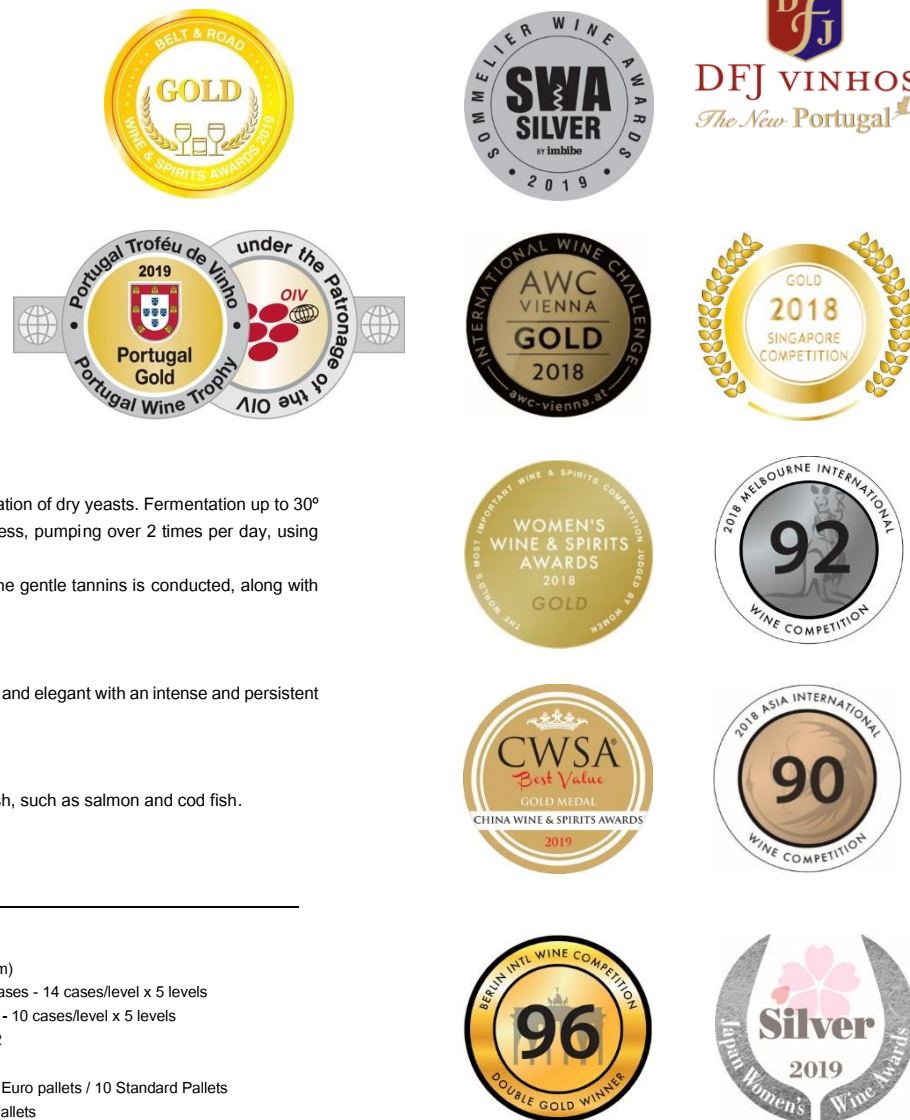 BELT & ROAD
GOLD
WINE & SPIRITS AWARDS 2019
SOMMELIER WINE AWARDS
SWA
SILVER
BY imbibe
• 2019 •
DFJ
DFJ VINHOS
The New Portugal
Portugal Troféu de Vinho
2019
Portugal
Gold
Portugal Wine Trophy
under the Patronage of the OIV
OIV
INTERNATIONAL WINE CHALLENGE
AWC
VIENNA
GOLD
2018
awc-vienna.at
GOLD
2018
SINGAPORE
COMPETITION
ation of dry yeasts. Fermentation up to 30º
ess, pumping over 2 times per day, using
ne gentle tannins is conducted, along with
THE WORLD'S MOST IMPORTANT WINE & SPIRITS COMPETITION JUDGED BY WOMEN
WOMEN'S
WINE & SPIRITS
AWARDS
2018
GOLD
2018 MELBOURNE INTERNATIONAL
92
WINE COMPETITION
and elegant with an intense and persistent
sh, such as salmon and cod fish.
CWSA®
Best Value
GOLD MEDAL
CHINA WINE & SPIRITS AWARDS
2019
2018 ASIA INTERNATIONAL
90
WINE COMPETITION
m)
ases - 14 cases/level x 5 levels
- 10 cases/level x 5 levels
2
Euro pallets / 10 Standard Pallets
allets
BERLIN INTL WINE COMPETITION
96
DOUBLE GOLD WINNER
Silver
2019
Japan Women's Wine Awards